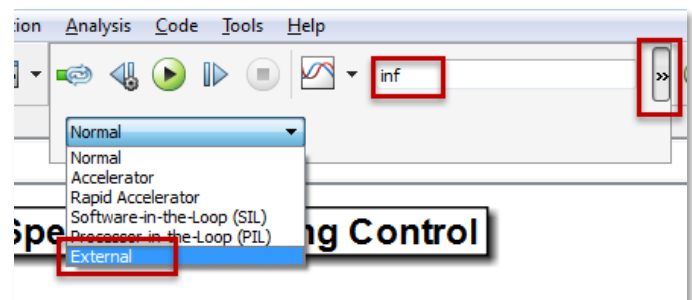 tion Analysis Code Tools Help
inf »
Normal
Normal
Accelerator
Rapid Accelerator
Software-in-the-Loop (SIL)
Spe Processor-in-the-Loop (PIL) ng Control
External